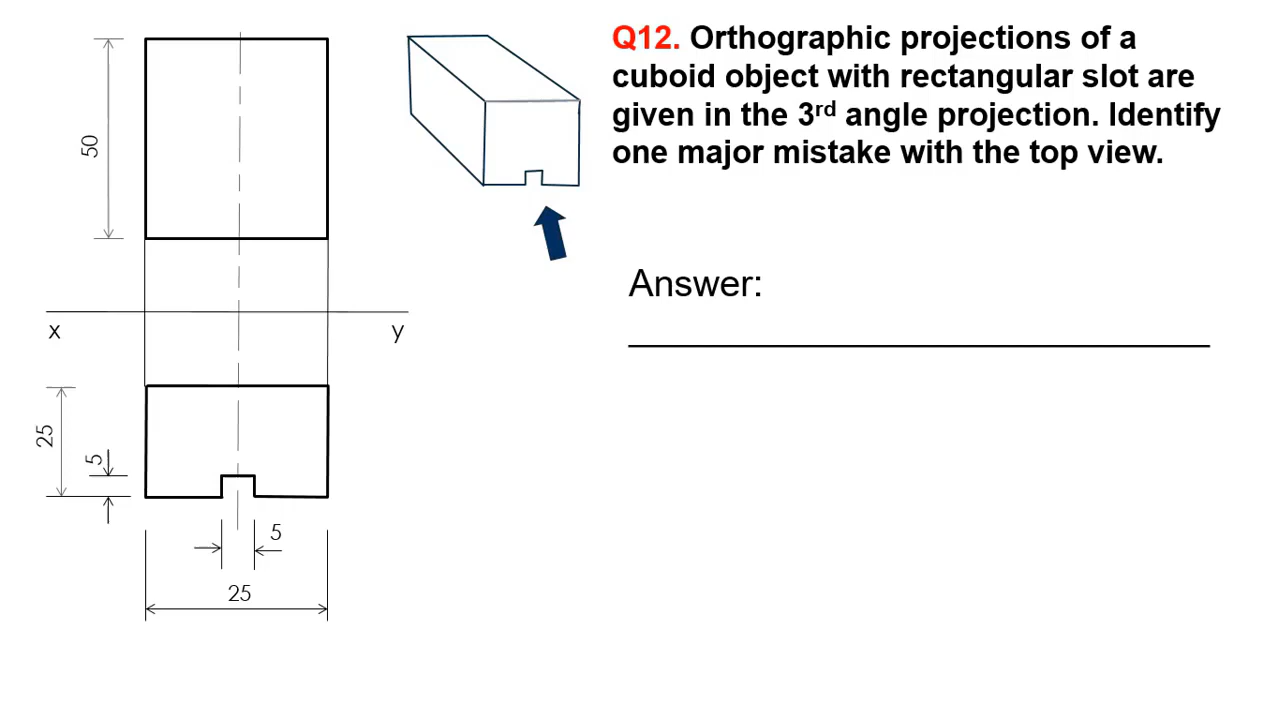 Q12. Orthographic projections of a
cuboid object with rectangular slot are
given in the 3rd angle projection. Identify
one major mistake with the top view.
Answer:
50
x
y
25
5
5
25